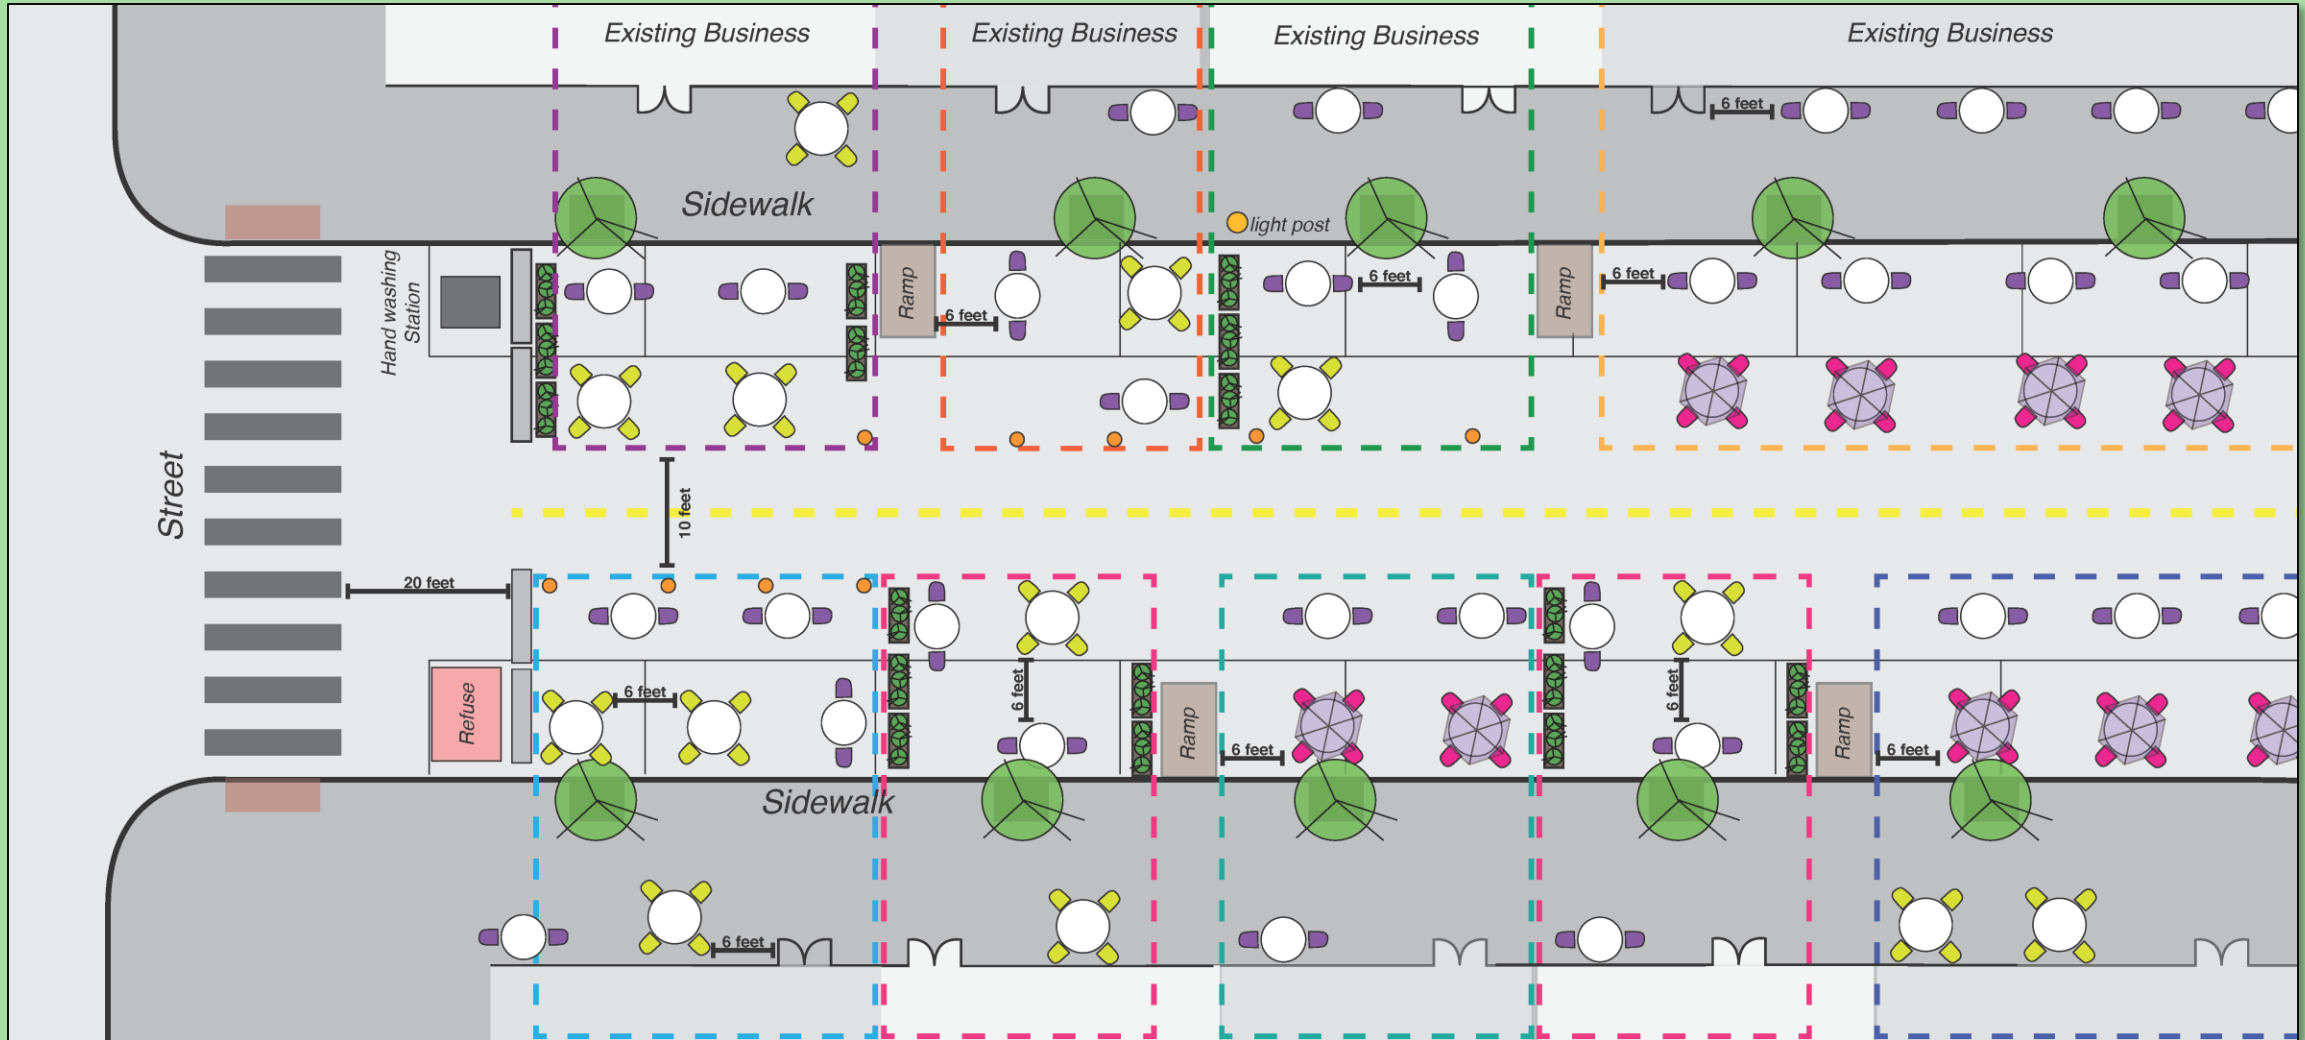 Existing Business
Existing Business
Existing Business
Existing Business
6 feet
Sidewalk
light post
Hand washing
Station
Ramp
6 feet
6 feet
Ramp
6 feet
Street
10 feet
20 feet
Refuse
6 feet
6 feet
Ramp
6 feet
6 feet
Ramp
6 feet
Sidewalk
6 feet